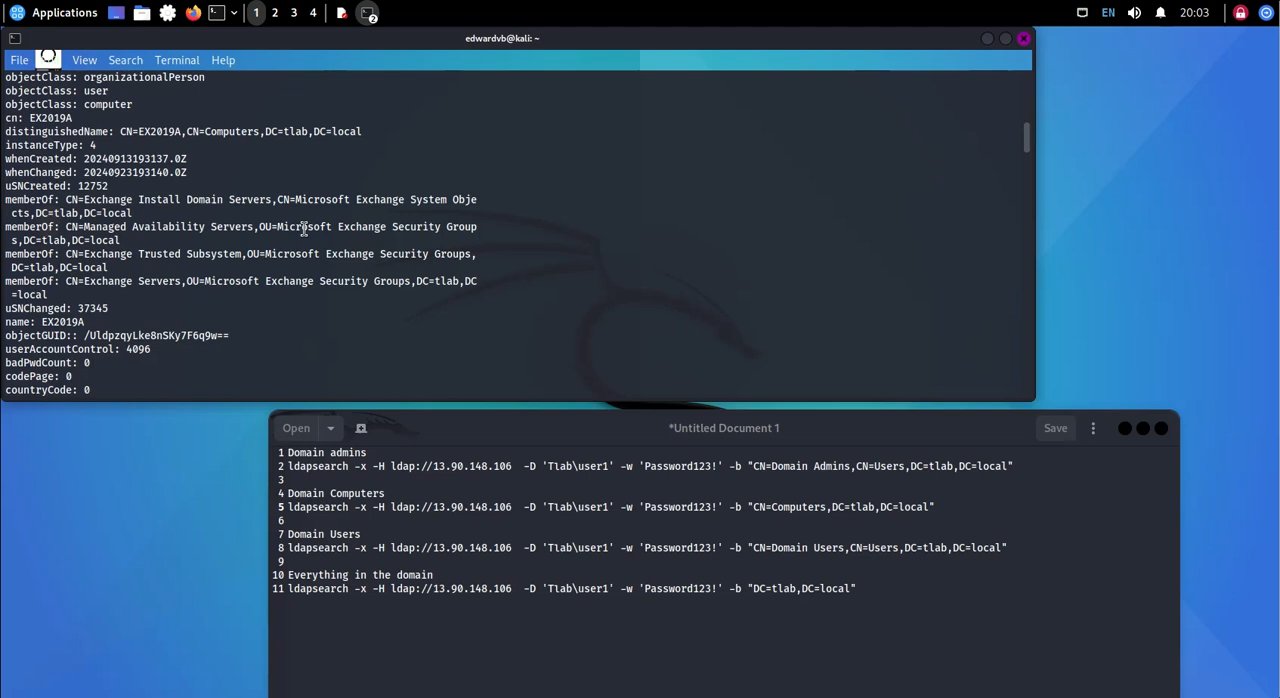 Applications
1 2 3 4
2
EN
20:03
edwardvb@kali: ~
File View Search Terminal Help
objectClass: organizationalPerson
objectClass: user
objectClass: computer
cn: EX2019A
distinguishedName: CN=EX2019A,CN=Computers,DC=tlab,DC=local
instanceType: 4
whenCreated: 20240913193137.0Z
whenChanged: 20240923193140.0Z
uSNCreated: 12752
memberOf: CN=Exchange Install Domain Servers,CN=Microsoft Exchange System Obje
cts,DC=tlab,DC=local
memberOf: CN=Managed Availability Servers,OU=Microsoft Exchange Security Group
s,DC=tlab,DC=local
memberOf: CN=Exchange Trusted Subsystem,OU=Microsoft Exchange Security Groups,
DC=tlab,DC=local
memberOf: CN=Exchange Servers,OU=Microsoft Exchange Security Groups,DC=tlab,DC
=local
uSNChanged: 37345
name: EX2019A
objectGUID:: /UldpzqyLke8nSKy7F6q9w==
userAccountControl: 4096
badPwdCount: 0
codePage: 0
countryCode: 0
Open *Untitled Document 1 Save
1 Domain admins
2 ldapsearch -x -H ldap://13.90.148.106 -D 'Tlab\user1' -w 'Password123!' -b "CN=Domain Admins,CN=Users,DC=tlab,DC=local"
3
4 Domain Computers
5 ldapsearch -x -H ldap://13.90.148.106 -D 'Tlab\user1' -w 'Password123!' -b "CN=Computers,DC=tlab,DC=local"
6
7 Domain Users
8 ldapsearch -x -H ldap://13.90.148.106 -D 'Tlab\user1' -w 'Password123!' -b "CN=Domain Users,CN=Users,DC=tlab,DC=local"
9
10 Everything in the domain
11 ldapsearch -x -H ldap://13.90.148.106 -D 'Tlab\user1' -w 'Password123!' -b "DC=tlab,DC=local"